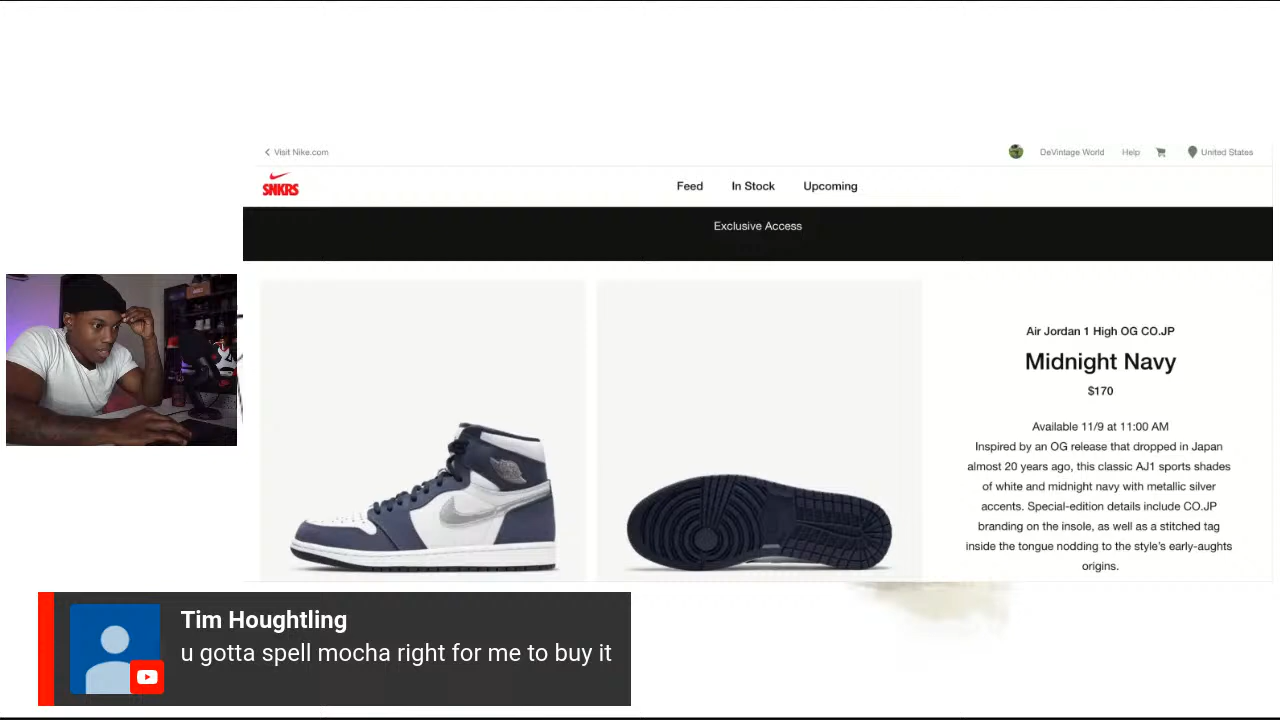 Visit Nike.com
DeVintage World Help United States
SNKRS
Feed In Stock Upcoming
Exclusive Access
Air Jordan 1 High OG CO.JP
Midnight Navy
$170
Available 11/9 at 11:00 AM
Inspired by an OG release that dropped in Japan
almost 20 years ago, this classic AJ1 sports shades
of white and midnight navy with metallic silver
accents. Special-edition details include CO.JP
branding on the insole, as well as a stitched tag
inside the tongue nodding to the style's early-aughts
origins.
Tim Houghtling
u gotta spell mocha right for me to buy it